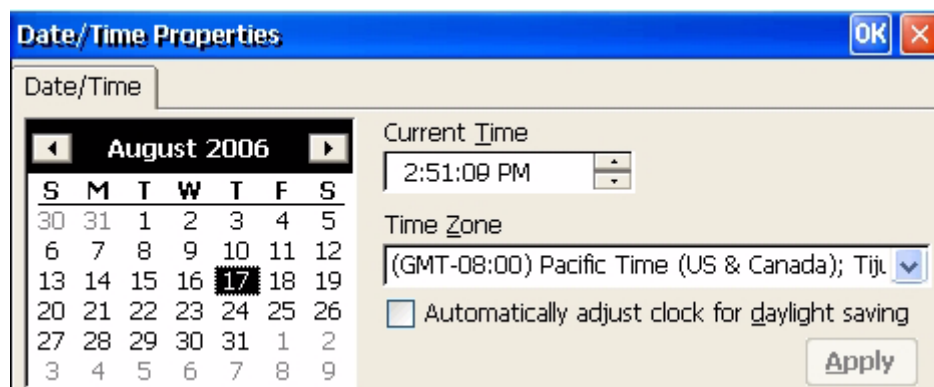 Date/Time Properties OK
Date/Time
August 2006
S M T W T F S
30 31 1 2 3 4 5
6 7 8 9 10 11 12
13 14 15 16 17 18 19
20 21 22 23 24 25 26
27 28 29 30 31 1 2
3 4 5 6 7 8 9
Current Time
2:51:09 PM
Time Zone
(GMT-08:00) Pacific Time (US & Canada); Tiju
Automatically adjust clock for daylight saving
Apply